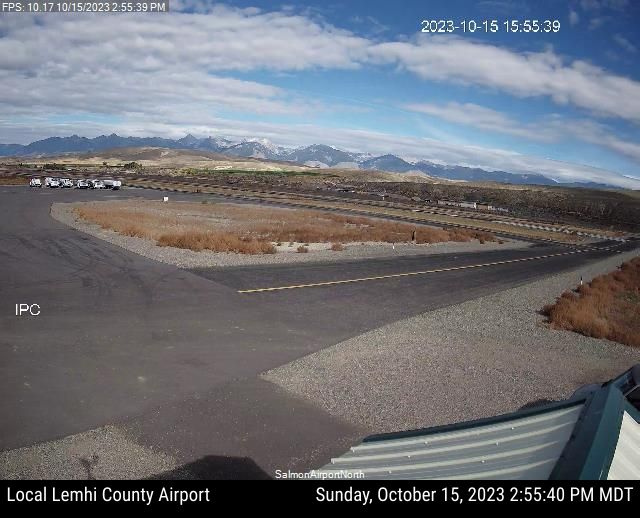 FPS: 10.17 10/15/2023 2:55:39 PM
2023-10-15 15:55:39
IPC
SalmonAirportNorth
Local Lemhi County Airport
Sunday, October 15, 2023 2:55:40 PM MDT